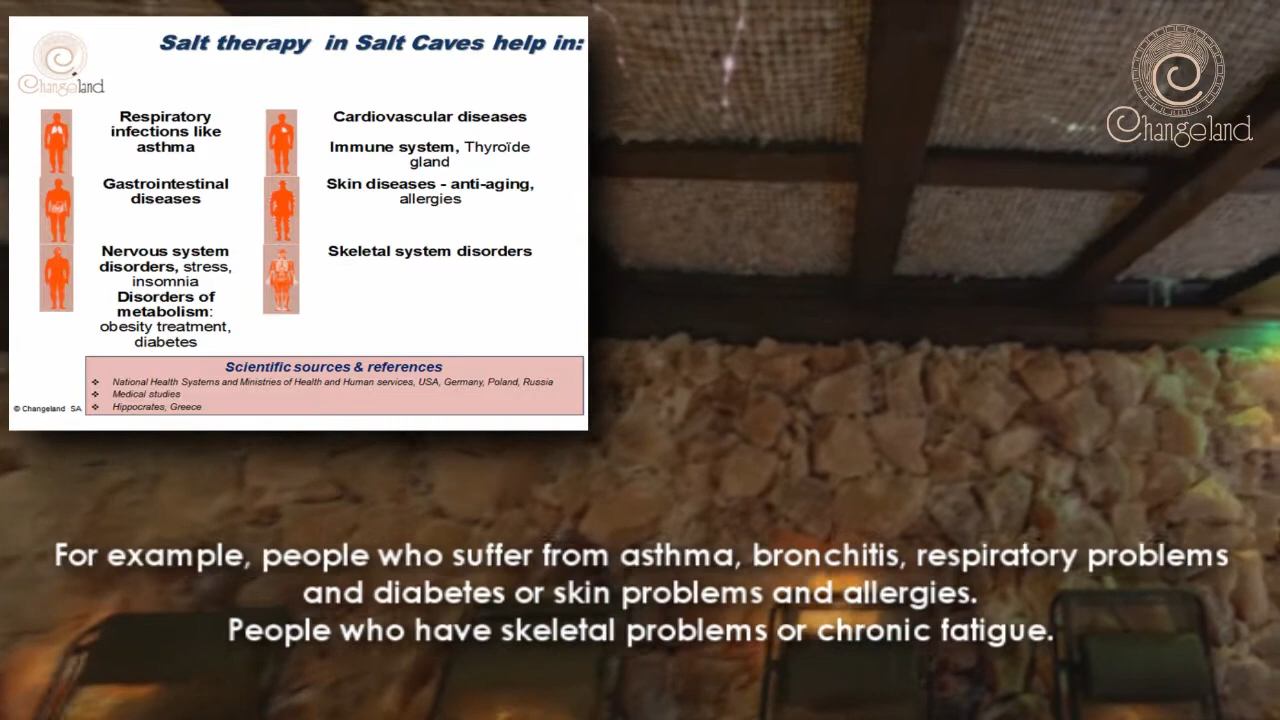 Salt therapy in Salt Caves help in:
Changeland
Respiratory
infections like
asthma
Gastrointestinal
diseases
Nervous system
disorders, stress,
insomnia
Disorders of
metabolism:
obesity treatment,
diabetes
Cardiovascular diseases
Immune system, Thyroïde
gland
Skin diseases - anti-aging,
allergies
Skeletal system disorders
Scientific sources & references
❖ National Health Systems and Ministries of Health and Human services, USA, Germany, Poland, Russia
❖ Medical studies
❖ Hippocrates, Greece
© Changeland SA
Changeland
For example, people who suffer from asthma, bronchitis, respiratory problems
and diabetes or skin problems and allergies.
People who have skeletal problems or chronic fatigue.